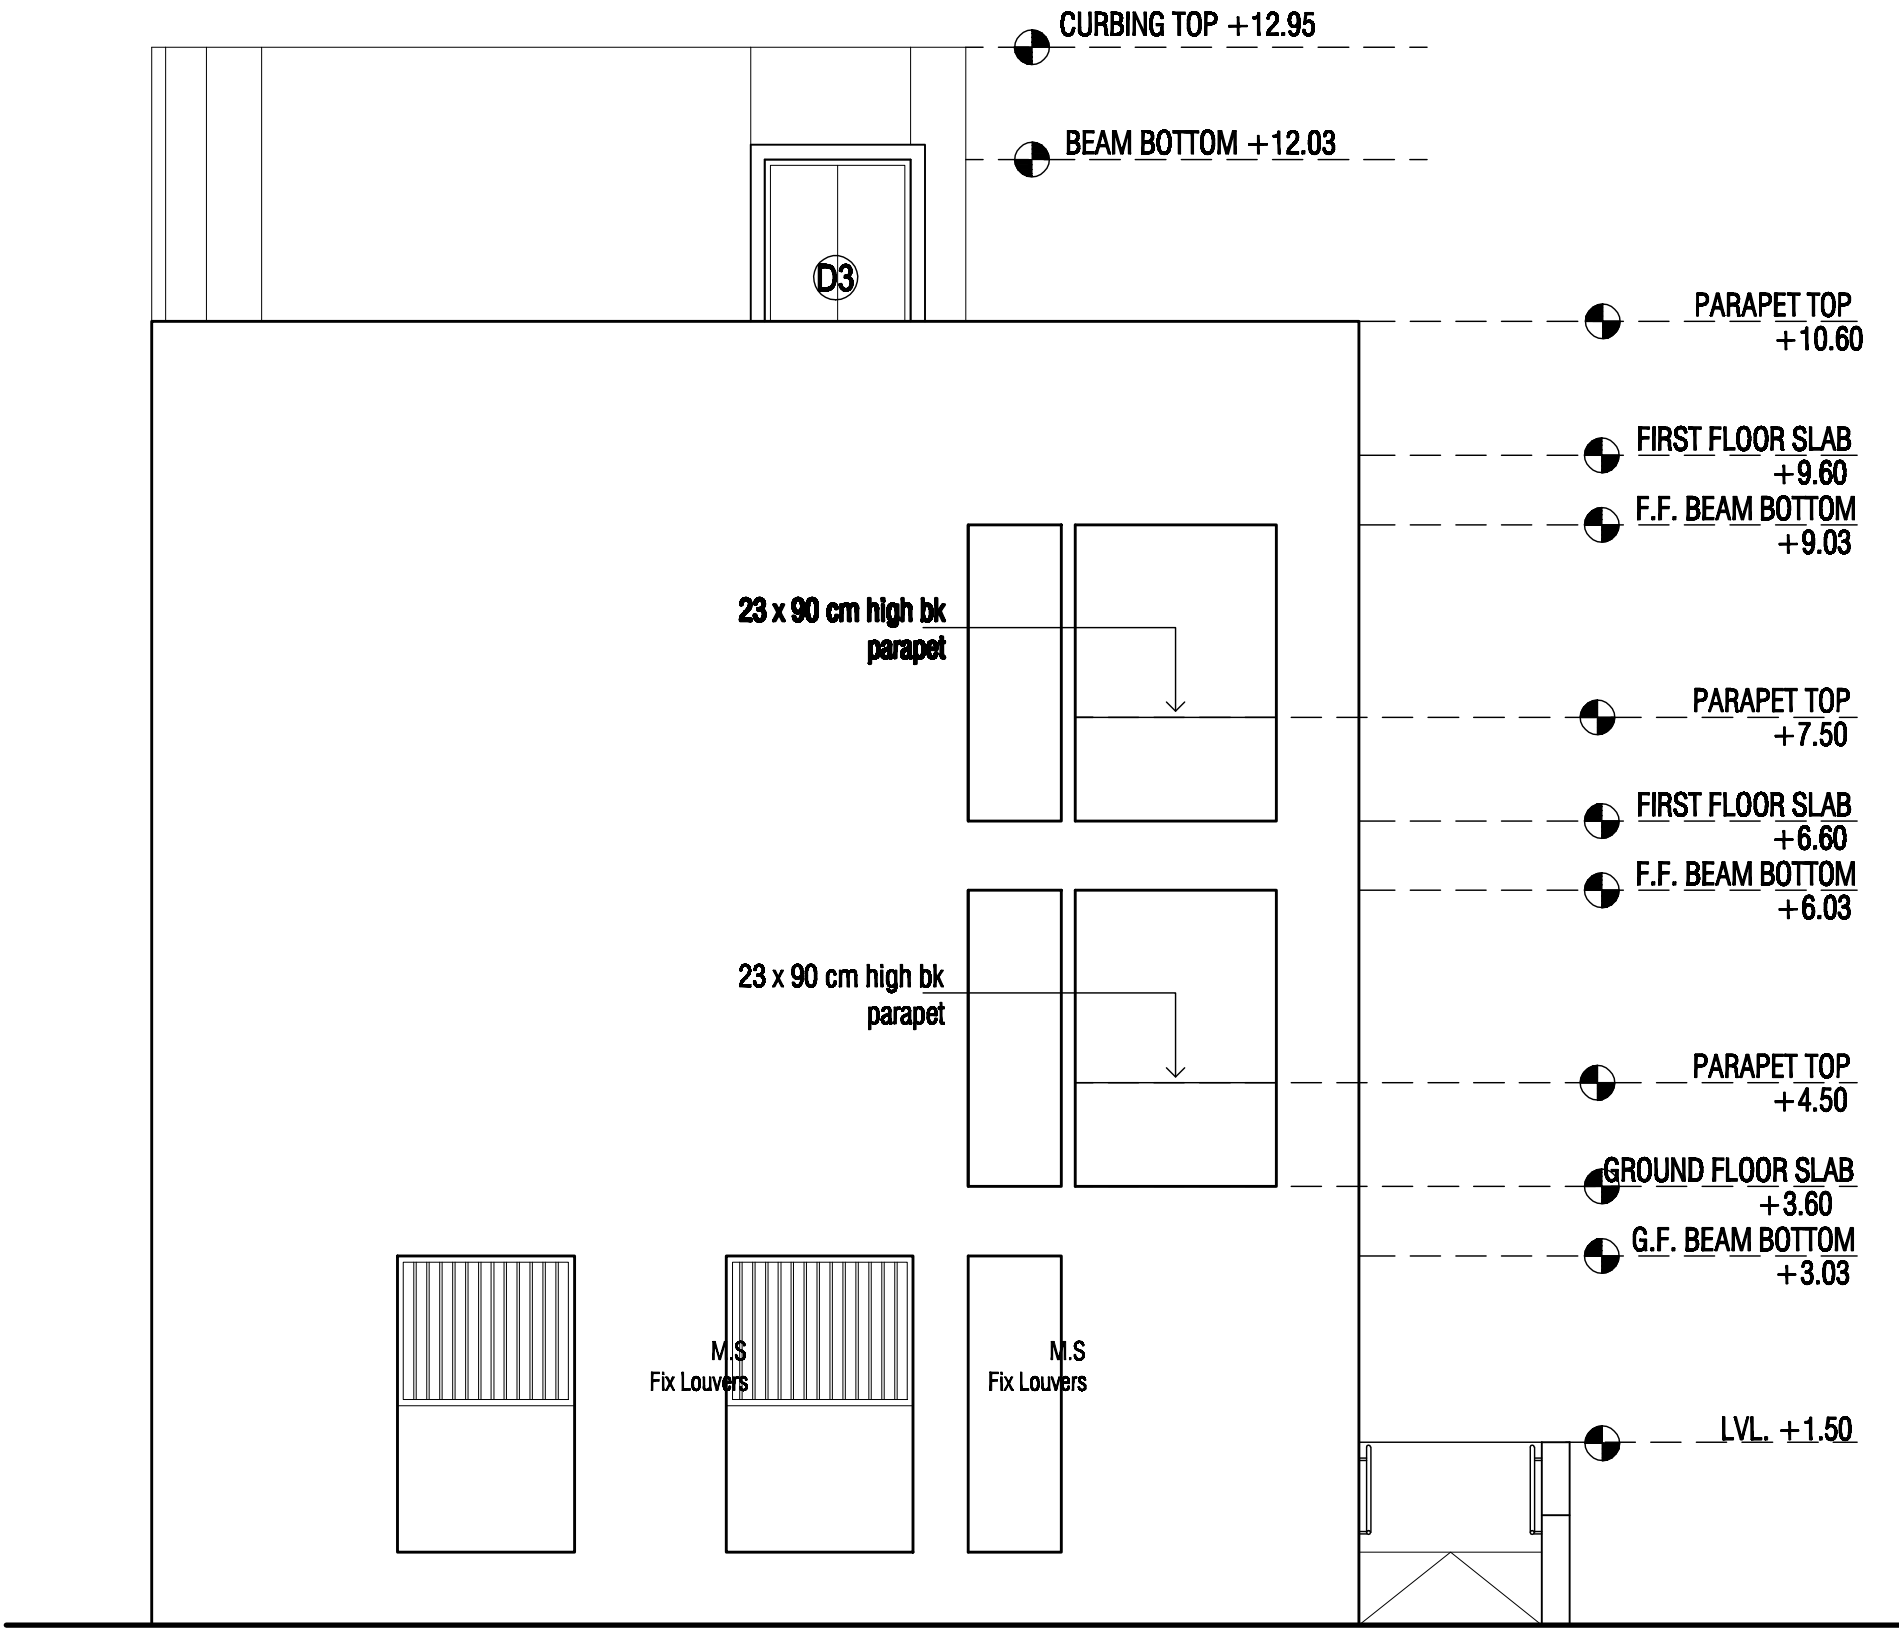 CURBING TOP +12.95
BEAM BOTTOM +12.03
D3
PARAPET TOP
+10.60
FIRST FLOOR SLAB
+9.60
F.F. BEAM BOTTOM
+9.03
23 x 90 cm high bk
parapet
PARAPET TOP
+7.50
FIRST FLOOR SLAB
+6.60
F.F. BEAM BOTTOM
+6.03
23 x 90 cm high bk
parapet
PARAPET TOP
+4.50
GROUND FLOOR SLAB
+3.60
G.F. BEAM BOTTOM
+3.03
M.S
Fix Louvers
M.S
Fix Louvers
LVL. +1.50